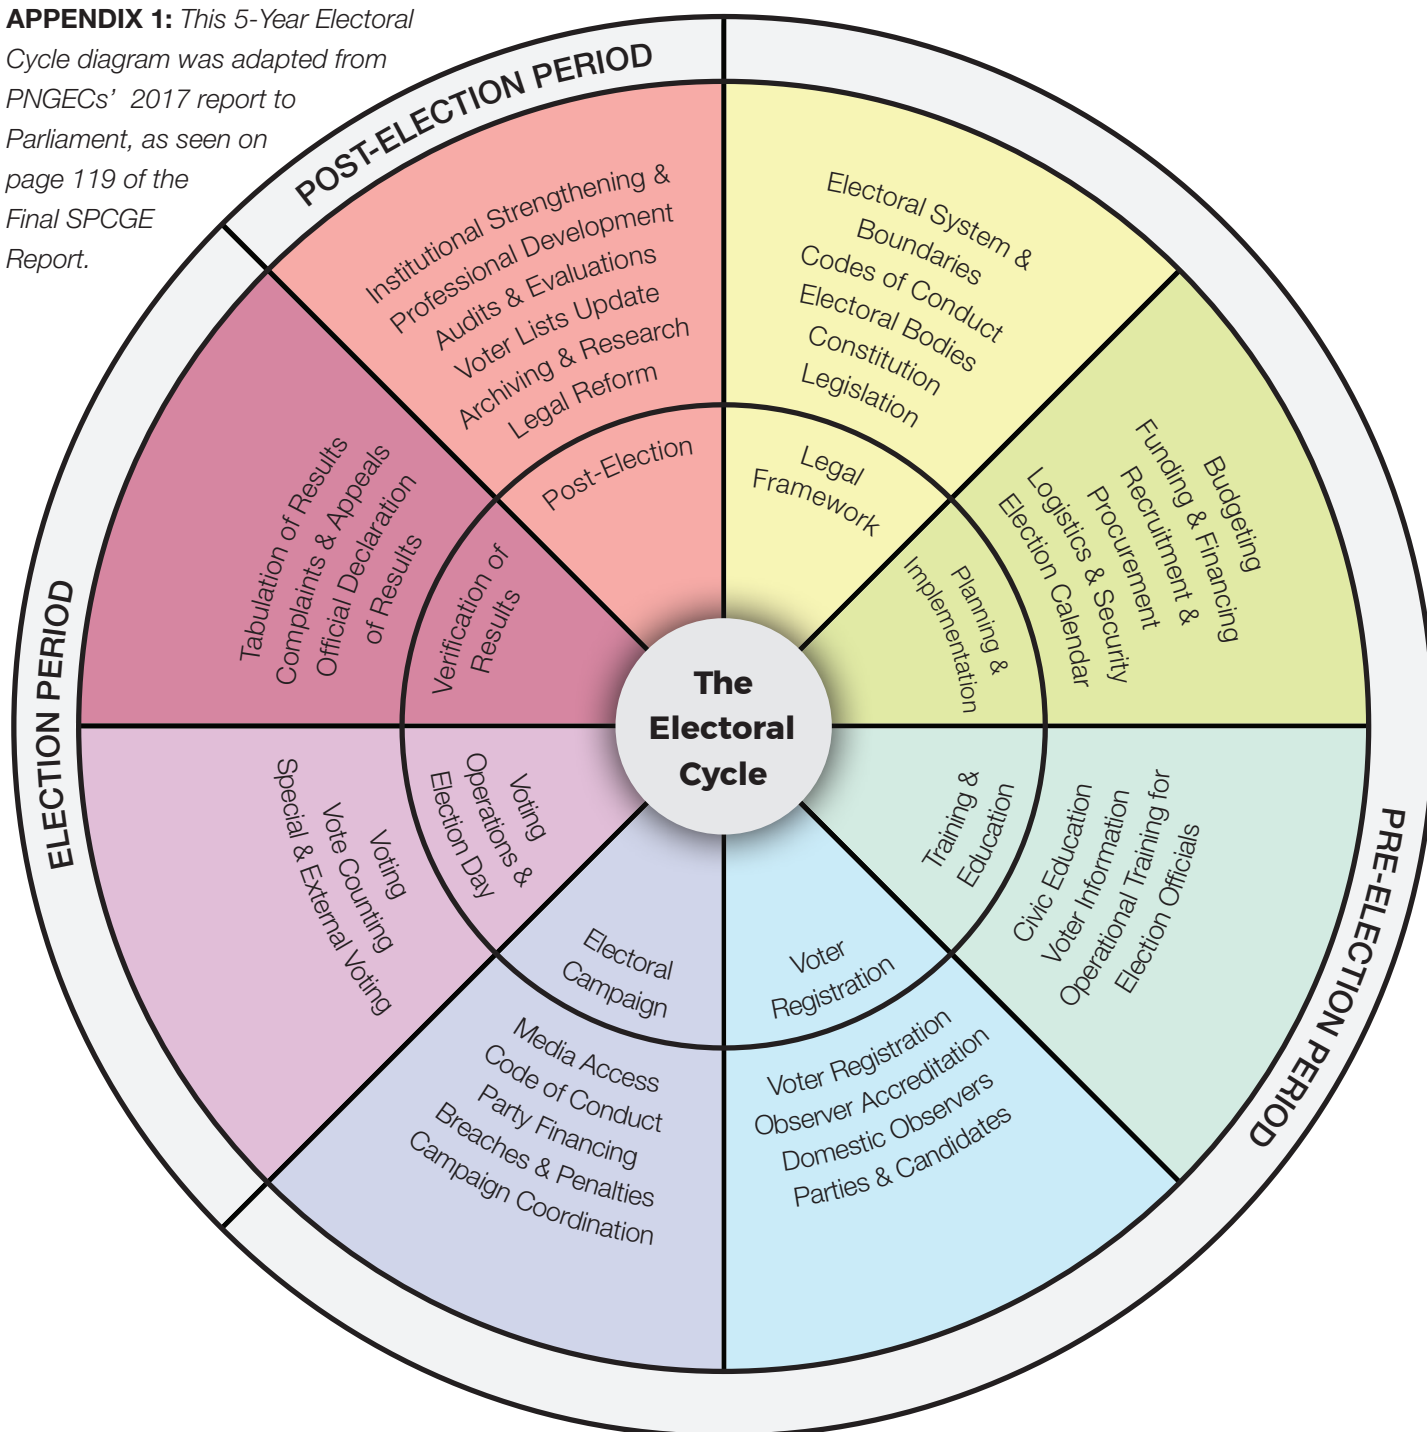 APPENDIX 1: This 5-Year Electoral
Cycle diagram was adapted from
PNGECs’ 2017 report to
Parliament, as seen on
page 119 of the
Final SPCGE
Report.
POST-ELECTION PERIOD
Institutional Strengthening &
Professional Development
Audits & Evaluations
Voter Lists Update
Archiving & Research
Legal Reform
Post-Election
Electoral System &
Boundaries
Codes of Conduct
Electoral Bodies
Constitution
Legislation
Legal
Framework
Budgeting
Funding & Financing
Recruitment &
Procurement
Logistics & Security
Election Calendar
Planning &
Implementation
PRE-ELECTION PERIOD
Training &
Education
Civic Education
Voter Information
Operational Training for
Election Officials
Voter
Registration
Voter Registration
Observer Accreditation
Domestic Observers
Parties & Candidates
Electoral
Campaign
Media Access
Code of Conduct
Party Financing
Breaches & Penalties
Campaign Coordination
ELECTION PERIOD
Voting
Operations &
Election Day
Voting
Vote Counting
Special & External Voting
Tabulation of Results
Complaints & Appeals
Official Declaration
of Results
Verification of
Results
The
Electoral
Cycle